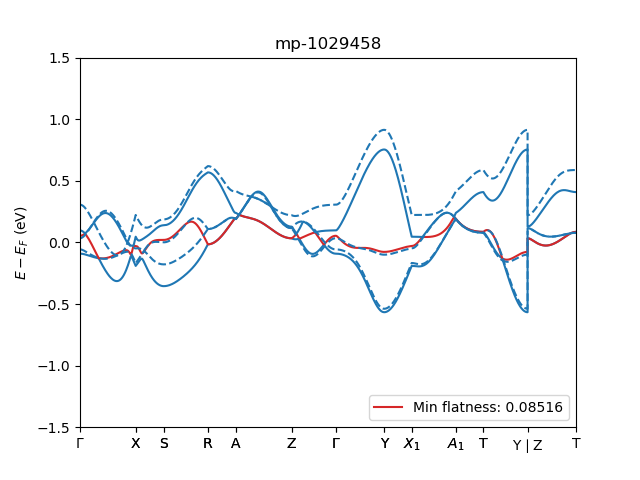 mp-1029458
E − E_F (eV)
1.5
1.0
0.5
0.0
−0.5
−1.0
−1.5
Min flatness: 0.08516
Γ X S R A Z Γ Y X₁ A₁ T Y | Z T